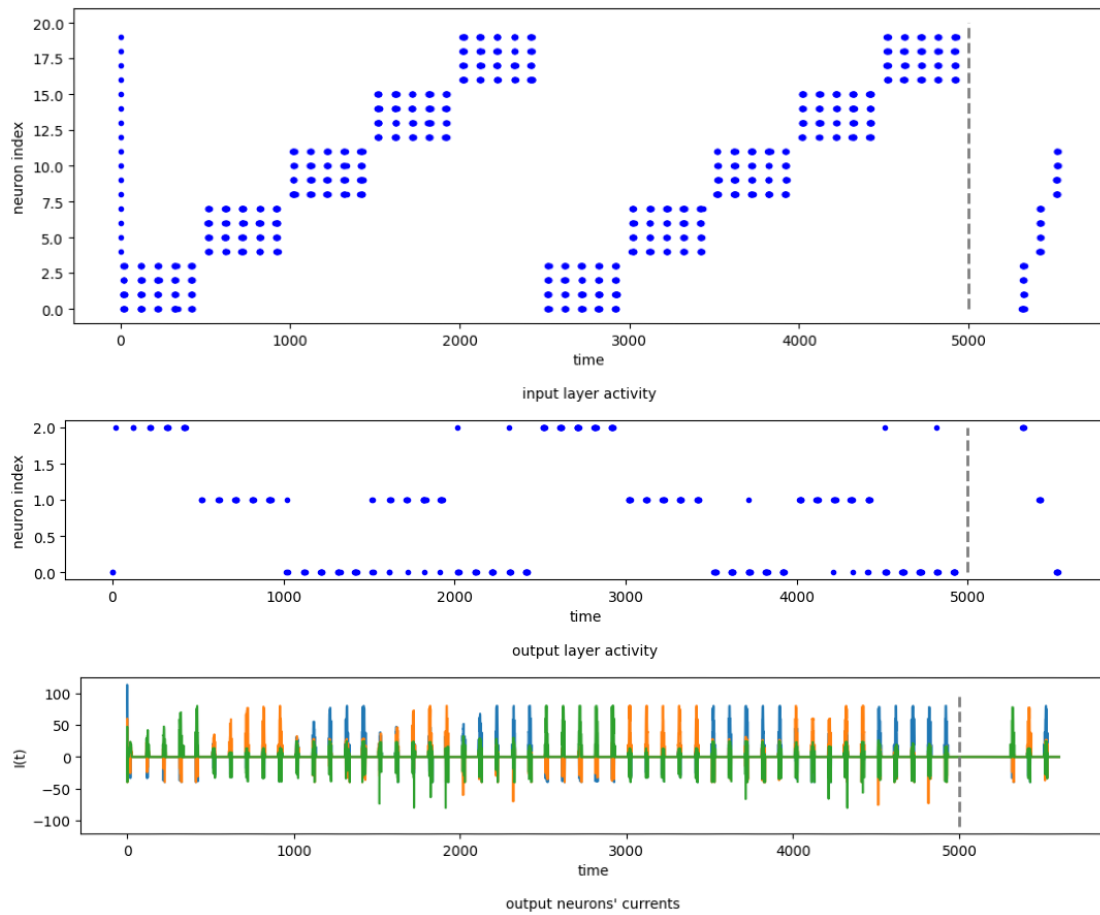 20.0
17.5
15.0
12.5
10.0
7.5
5.0
2.5
0.0
neuron index
0 1000 2000 3000 4000 5000
time
input layer activity
2.0
1.5
1.0
0.5
0.0
neuron index
0 1000 2000 3000 4000 5000
time
output layer activity
100
50
0
−50
−100
I(t)
0 1000 2000 3000 4000 5000
time
output neurons' currents